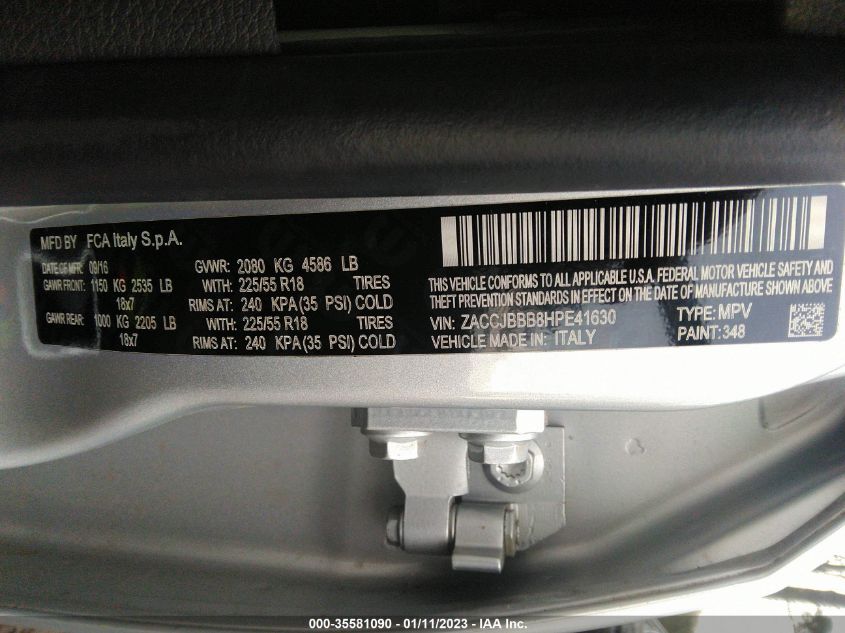 MFD BY FCA Italy S.p.A.
DATE OF MFR: 09/16 GVWR: 2080 KG 4586 LB
GAWR FRONT: 1150 KG 2535 LB WITH: 225/55 R18 TIRES
18x7 RIMS AT: 240 KPA(35 PSI) COLD
GAWR REAR: 1000 KG 2205 LB WITH: 225/55 R18 TIRES
18x7 RIMS AT: 240 KPA(35 PSI) COLD
THIS VEHICLE CONFORMS TO ALL APPLICABLE U.S.A. FEDERAL MOTOR VEHICLE SAFETY AND
THEFT PREVENTION STANDARDS IN EFFECT ON THE DATE OF MANUFACTURE SHOWN ABOVE
VIN: ZACCJBBB8HPE41630 TYPE: MPV
VEHICLE MADE IN: ITALY PAINT:348
000-35581090 - 01/11/2023 - © IAA Inc.